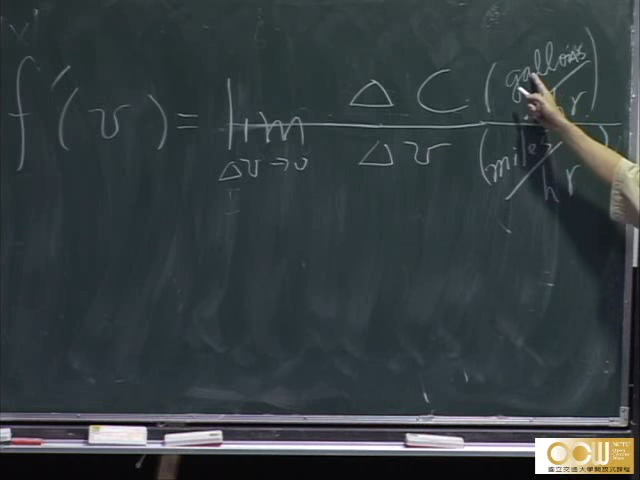 f'(v) = lim Δv→0 ΔC (gallons/hr) / Δv (miles/hr)
NCTU
OCW
國立交通大學開放式課程